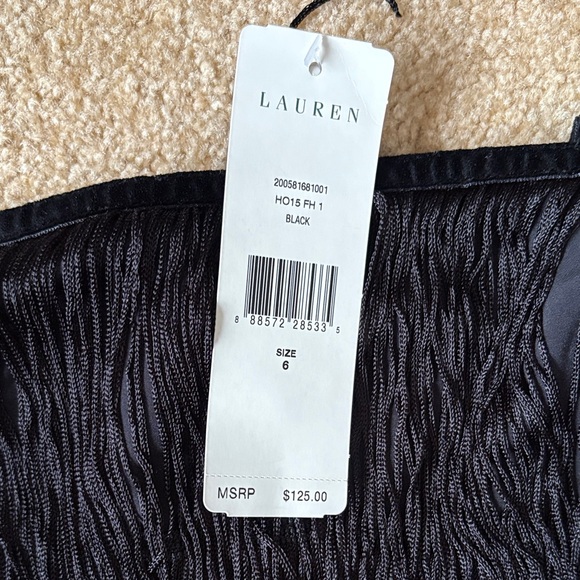 LAUREN
200581681001
HO15 FH 1
BLACK
8 88572 28533 5
SIZE
6
MSRP $125.00